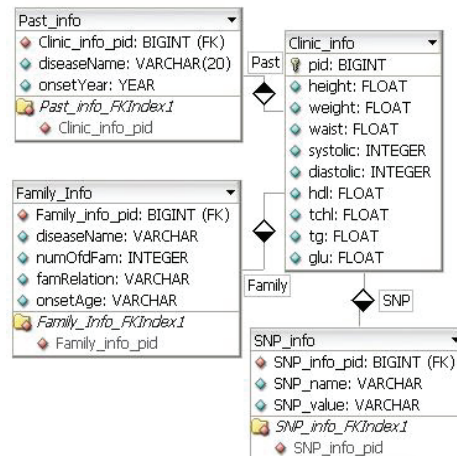 Past_info
Clinic_info_pid: BIGINT (FK)
diseaseName: VARCHAR(20)
onsetYear: YEAR
Past_info_FKIndex1
Clinic_info_pid
Past
Clinic_info
pid: BIGINT
height: FLOAT
weight: FLOAT
waist: FLOAT
systolic: INTEGER
diastolic: INTEGER
hdl: FLOAT
tchl: FLOAT
tg: FLOAT
glu: FLOAT
Family_Info
Family_info_pid: BIGINT (FK)
diseaseName: VARCHAR
numOfdFam: INTEGER
famRelation: VARCHAR
onsetAge: VARCHAR
Family_Info_FKIndex1
Family_info_pid
Family
SNP
SNP_info
SNP_info_pid: BIGINT (FK)
SNP_name: VARCHAR
SNP_value: VARCHAR
SNP_info_FKIndex1
SNP_info_pid